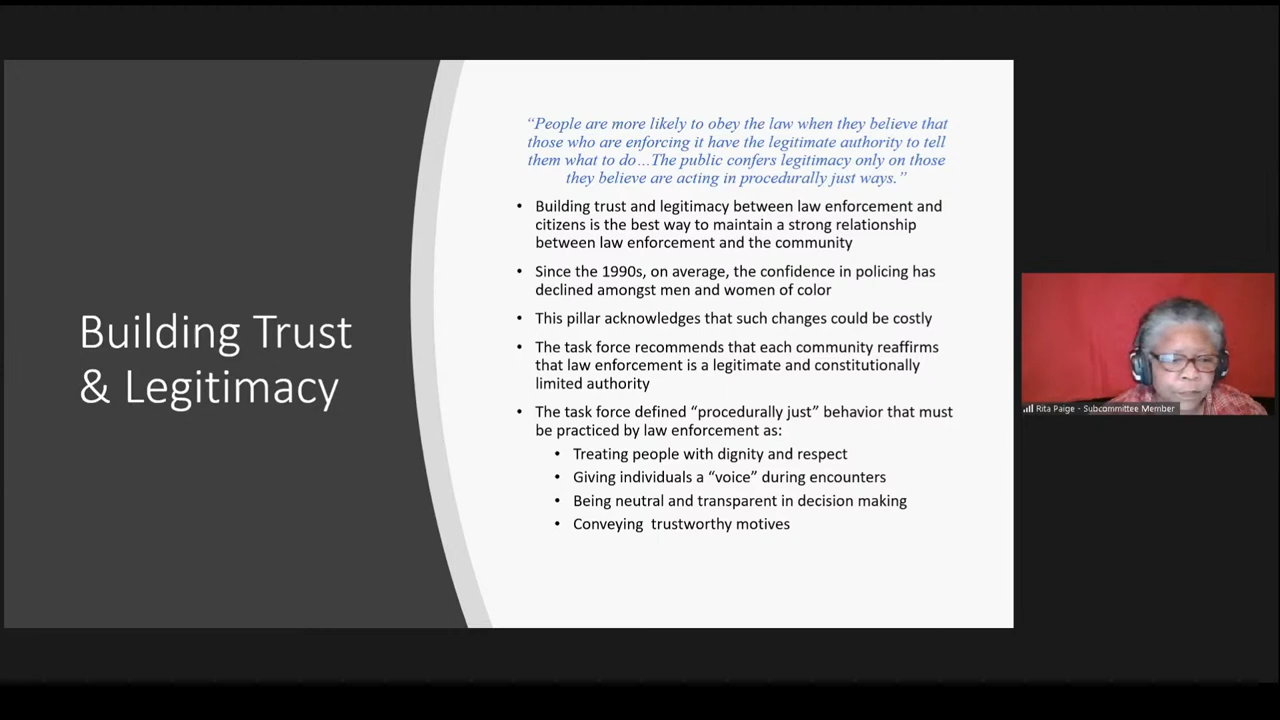 Building Trust
& Legitimacy
“People are more likely to obey the law when they believe that
those who are enforcing it have the legitimate authority to tell
them what to do…The public confers legitimacy only on those
they believe are acting in procedurally just ways.”
• Building trust and legitimacy between law enforcement and
citizens is the best way to maintain a strong relationship
between law enforcement and the community
• Since the 1990s, on average, the confidence in policing has
declined amongst men and women of color
• This pillar acknowledges that such changes could be costly
• The task force recommends that each community reaffirms
that law enforcement is a legitimate and constitutionally
limited authority
• The task force defined “procedurally just” behavior that must
be practiced by law enforcement as:
• Treating people with dignity and respect
• Giving individuals a “voice” during encounters
• Being neutral and transparent in decision making
• Conveying  trustworthy motives
Rita Paige - Subcommittee Member